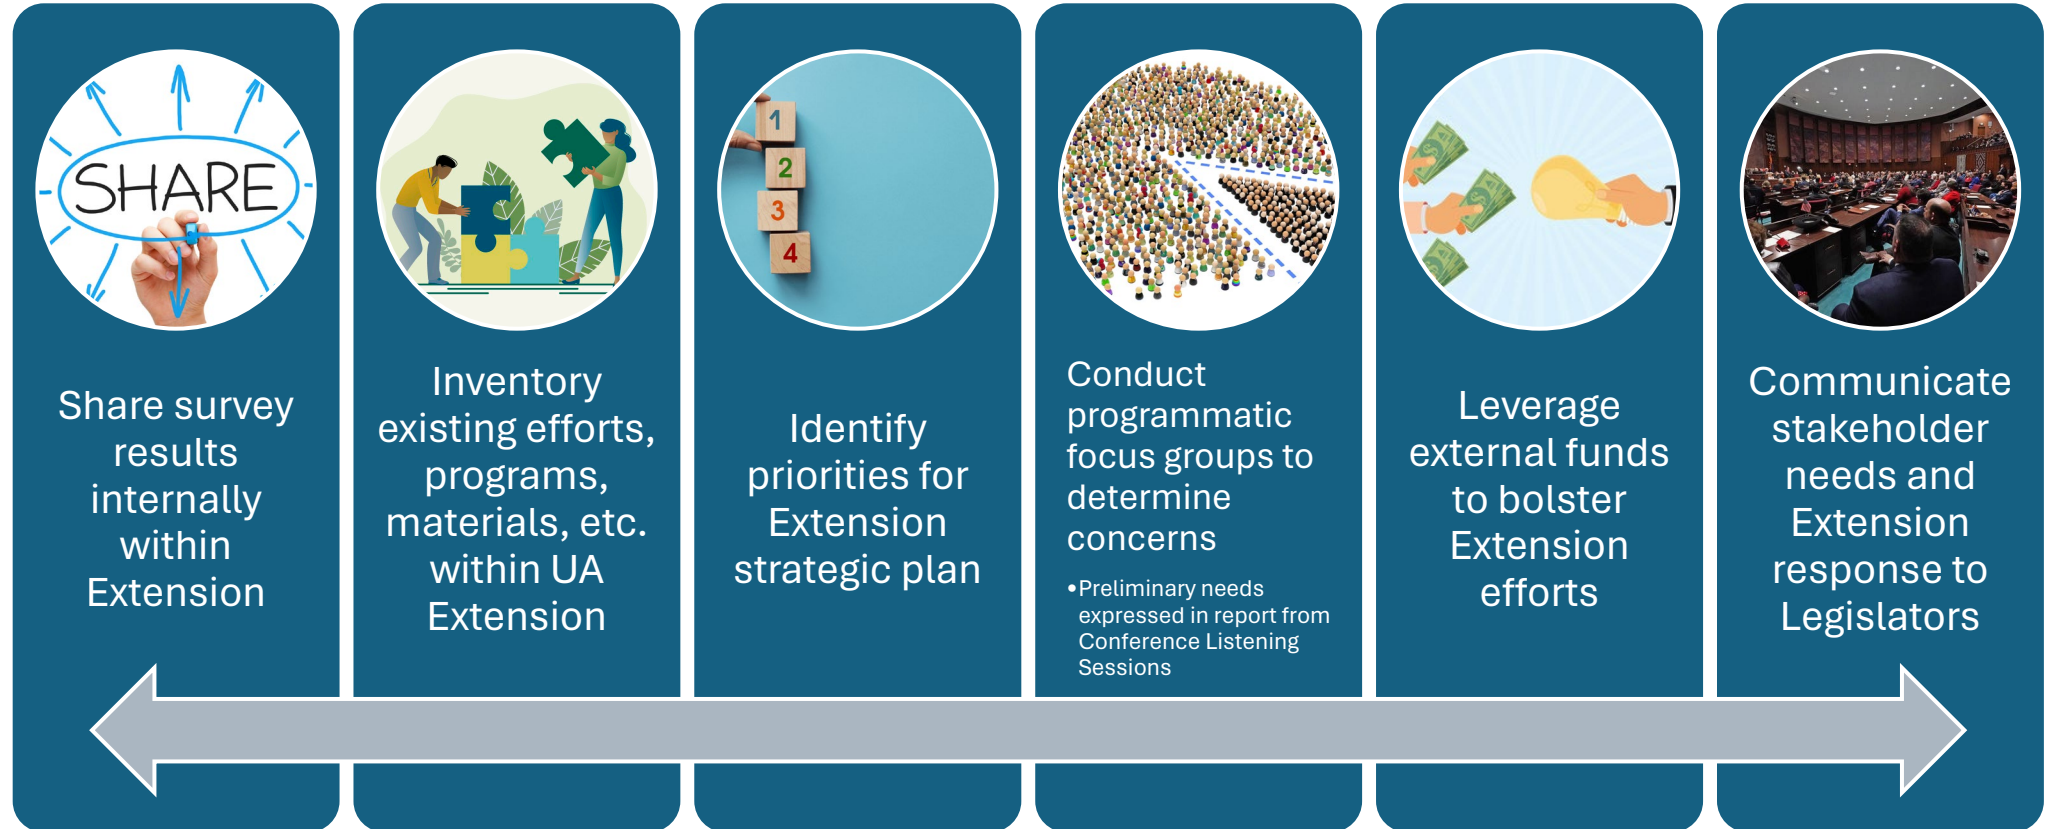 SHARE
Share survey
results
internally
within
Extension
Inventory
existing efforts,
programs,
materials, etc.
within UA
Extension
1
2
3
4
Identify
priorities for
Extension
strategic plan
Conduct
programmatic
focus groups to
determine
concerns
•Preliminary needs
expressed in report from
Conference Listening
Sessions
Leverage
external funds
to bolster
Extension
efforts
Communicate
stakeholder
needs and
Extension
response to
Legislators